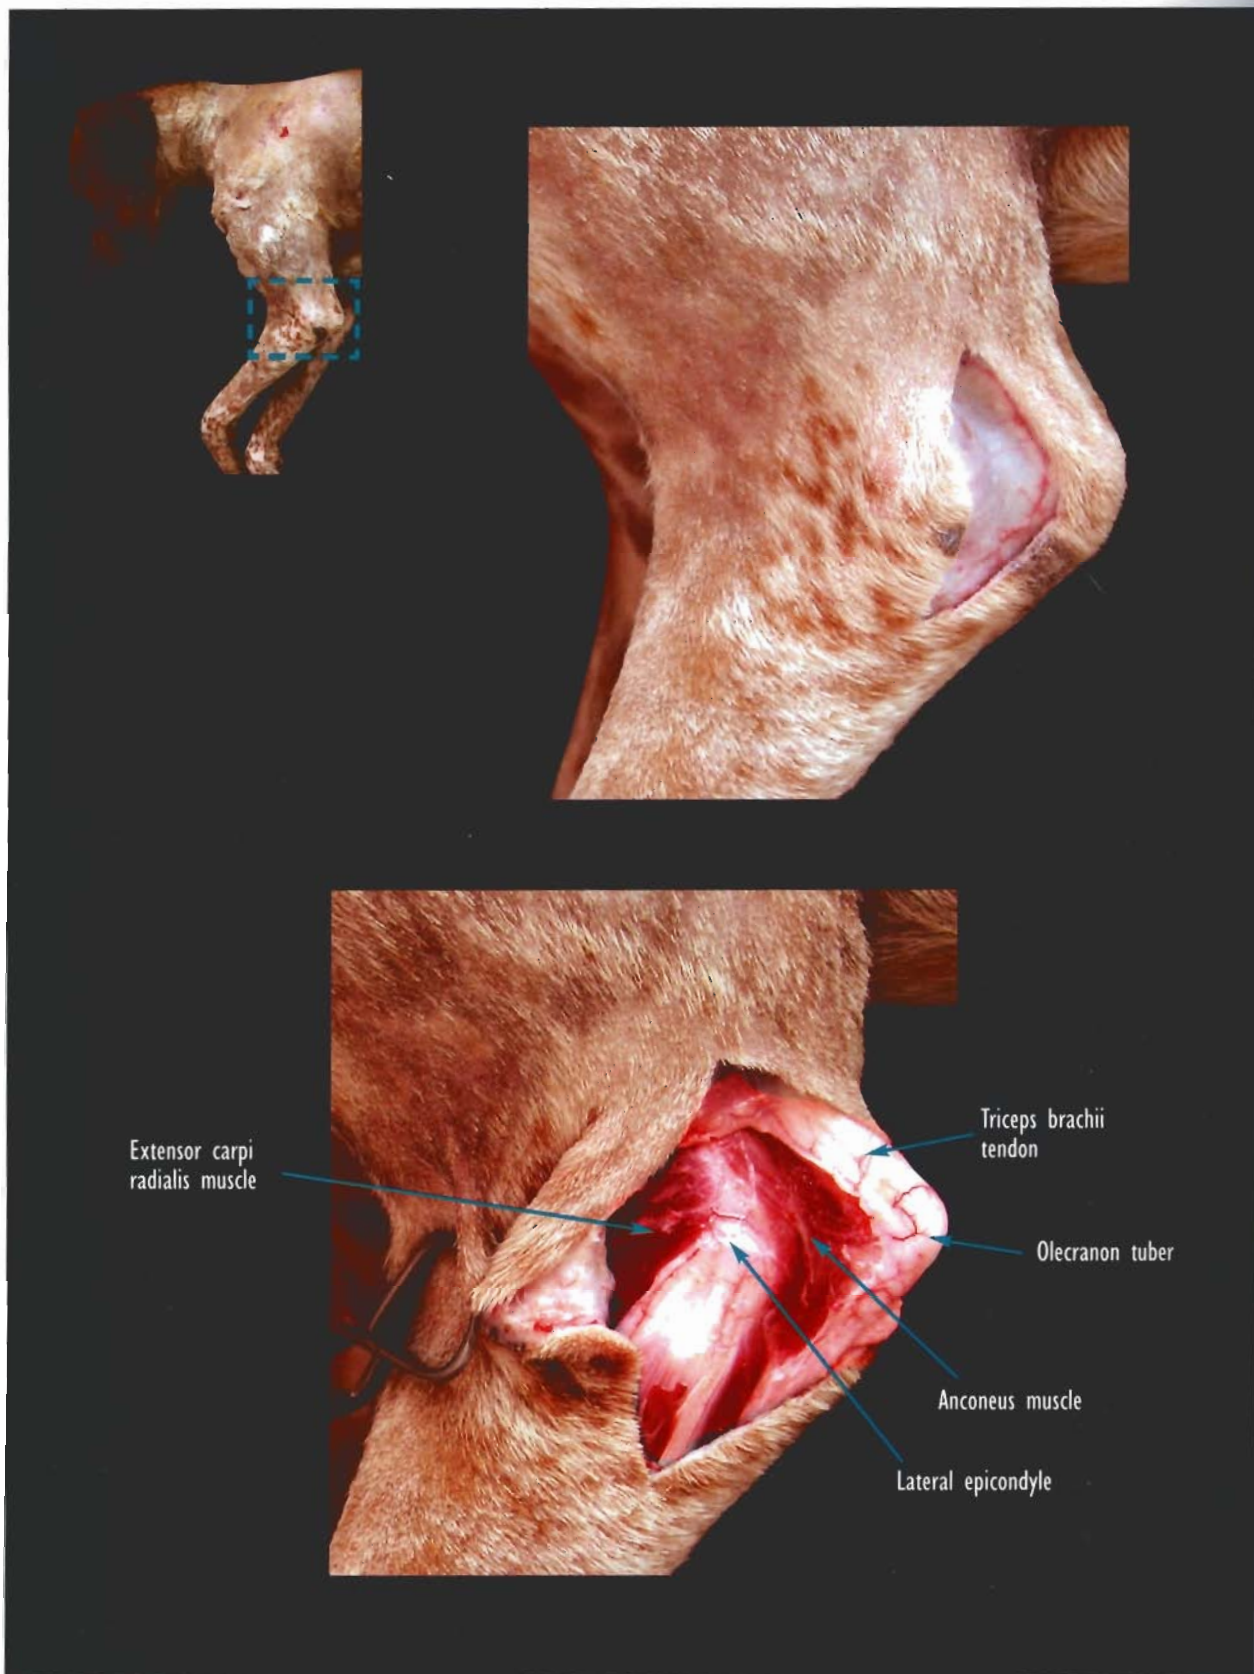 Triceps brachii
tendon
Extensor carpi
radialis muscle
Olecranon tuber
Anconeus muscle
Lateral epicondyle